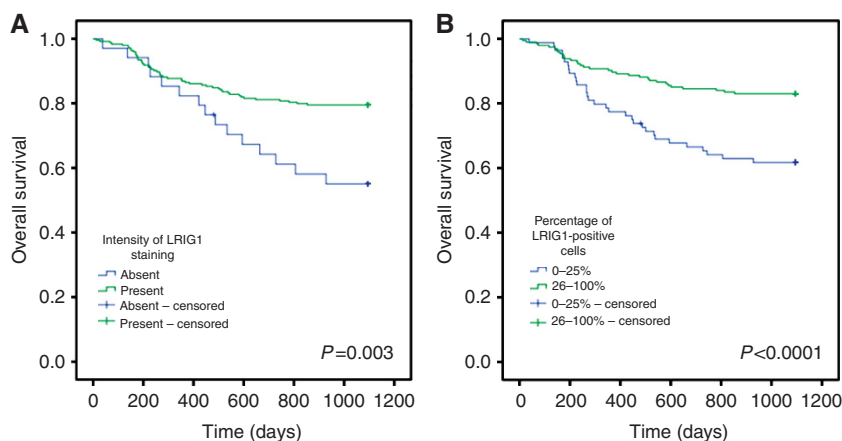 A
Overall survival
1.0
0.8
0.6
0.4
0.2
0.0
Intensity of LRIG1
staining
Absent
Present
Absent – censored
Present – censored
P=0.003
0 200 400 600 800 1000 1200
Time (days)
B
Overall survival
1.0
0.8
0.6
0.4
0.2
0.0
Percentage of
LRIG1-positive
cells
0–25%
26–100%
0–25% – censored
26–100% – censored
P<0.0001
0 200 400 600 800 1000 1200
Time (days)